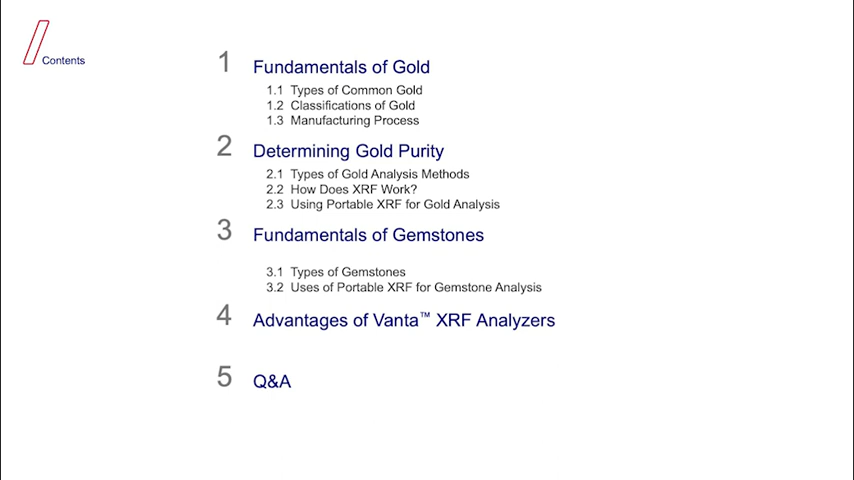 Contents
1 Fundamentals of Gold
1.1 Types of Common Gold
1.2 Classifications of Gold
1.3 Manufacturing Process
2 Determining Gold Purity
2.1 Types of Gold Analysis Methods
2.2 How Does XRF Work?
2.3 Using Portable XRF for Gold Analysis
3 Fundamentals of Gemstones
3.1 Types of Gemstones
3.2 Uses of Portable XRF for Gemstone Analysis
4 Advantages of Vanta™ XRF Analyzers
5 Q&A